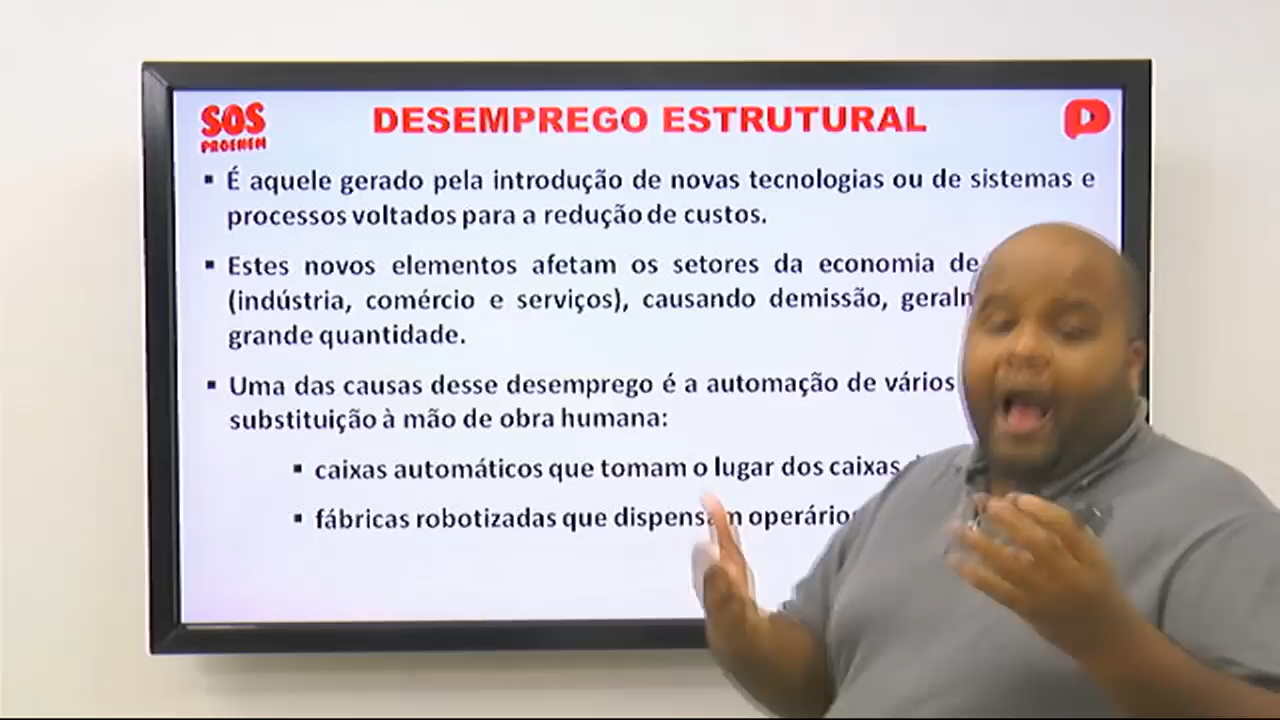 SOS
PROENEM
DESEMPREGO ESTRUTURAL
▪ É aquele gerado pela introdução de novas tecnologias ou de sistemas e
processos voltados para a redução de custos.
▪ Estes novos elementos afetam os setores da economia de
(indústria, comércio e serviços), causando demissão,
grande quantidade.
▪ Uma das causas desse desemprego é a automação de vários
substituição à mão de obra humana:
▪ caixas automáticos que tomam o lugar dos caixas
▪ fábricas robotizadas que dispensam